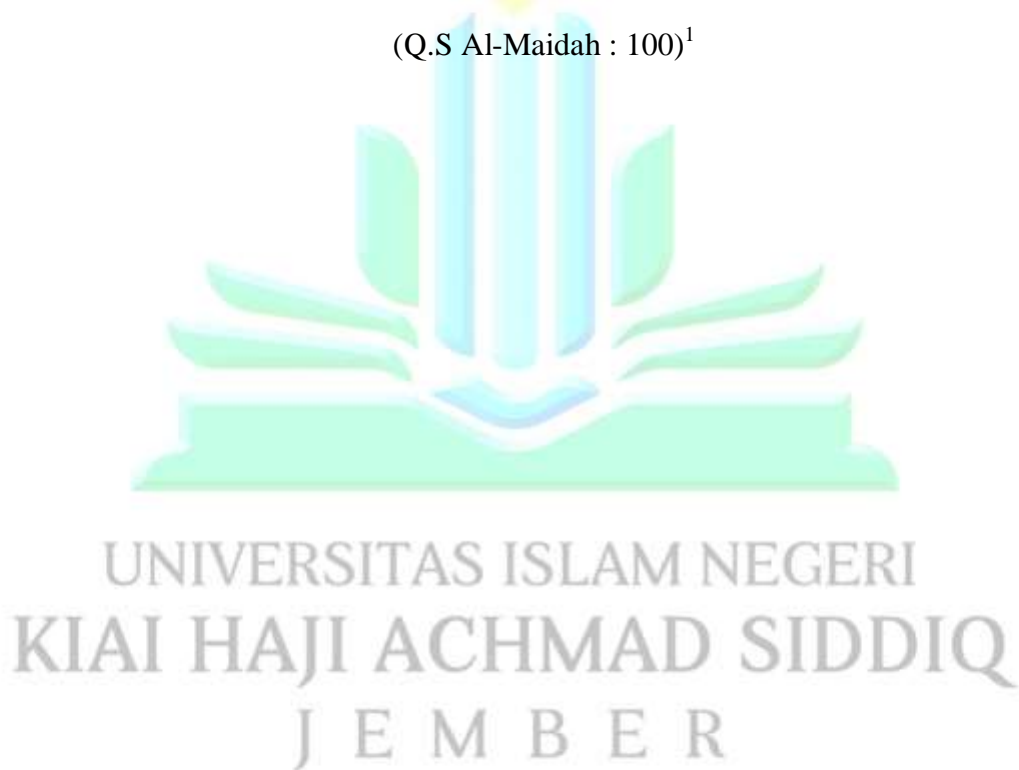 (Q.S Al-Maidah : 100)¹
UNIVERSITAS ISLAM NEGERI
KIAI HAJI ACHMAD SIDDIQ
J E M B E R